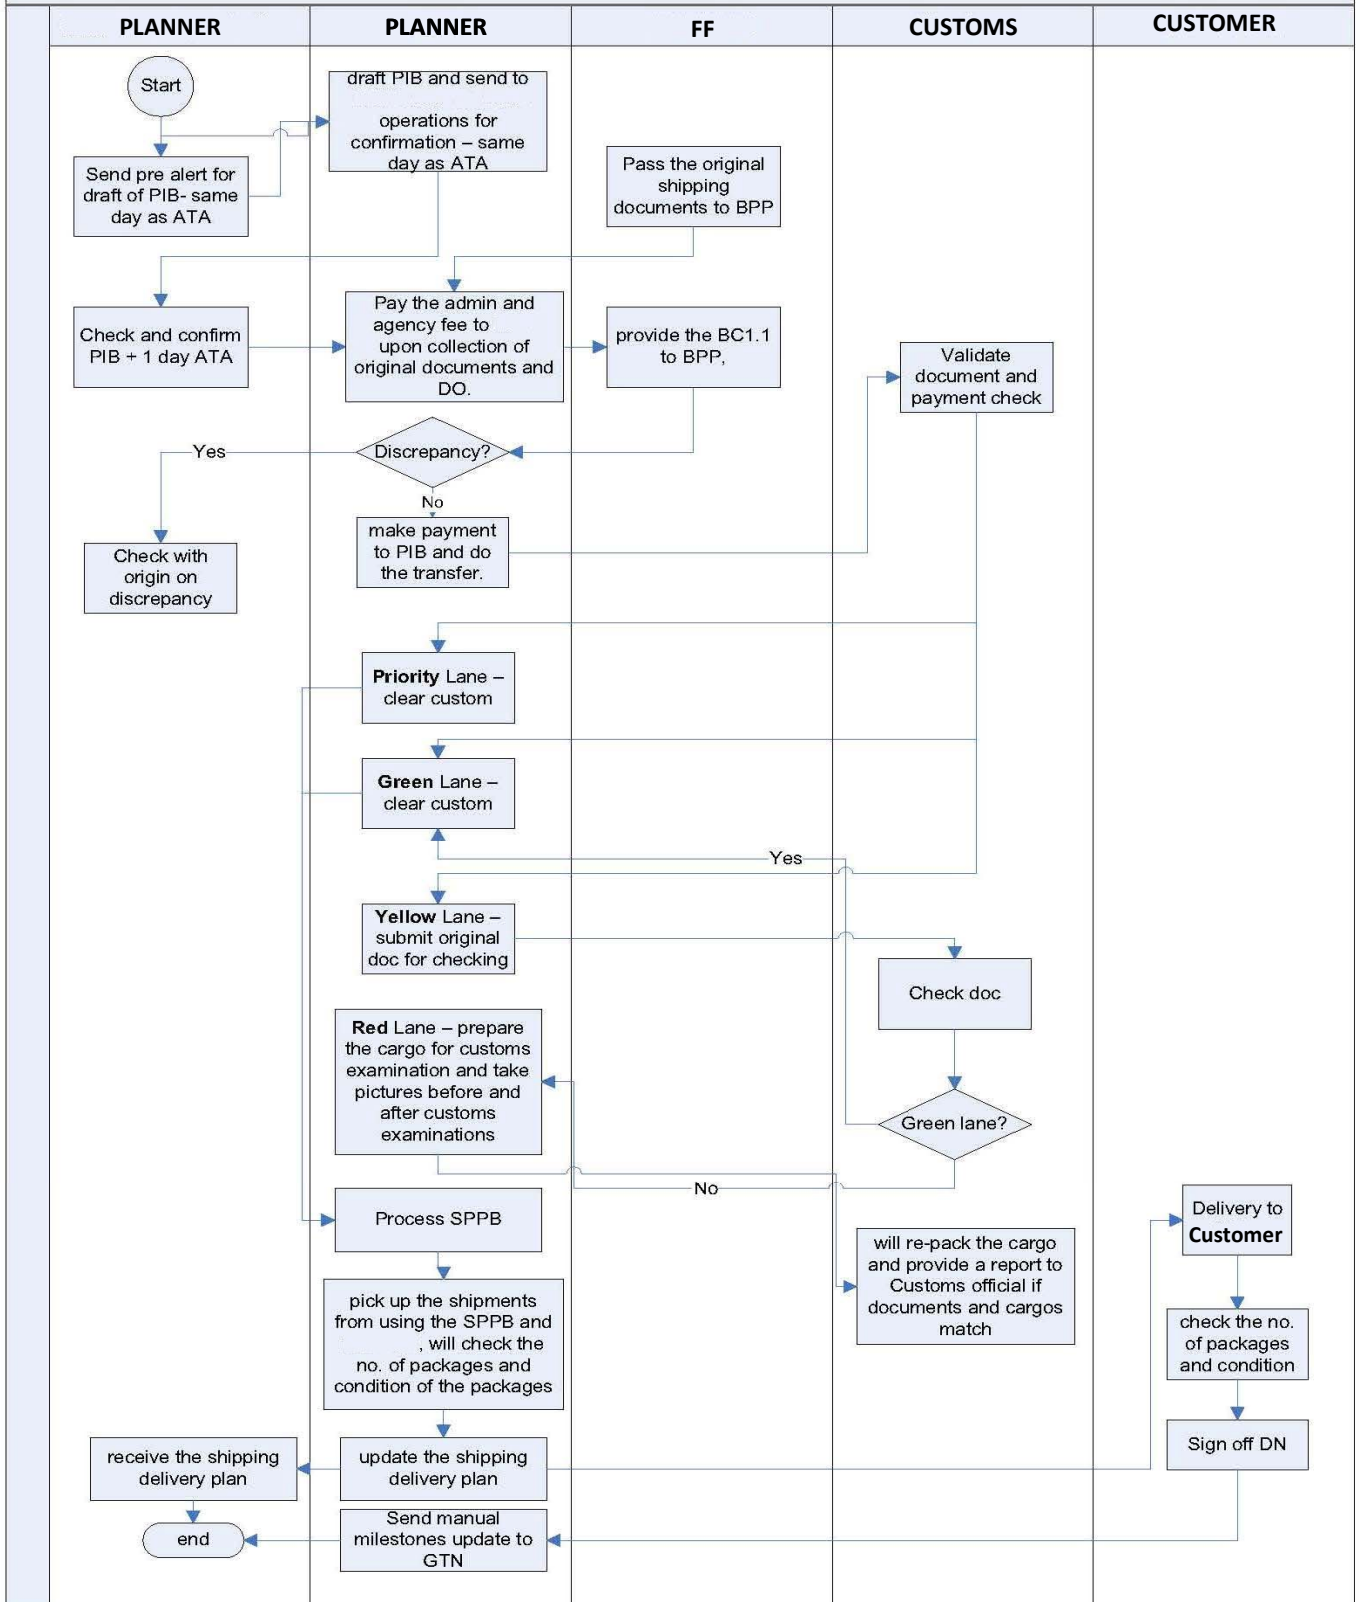 PLANNER
PLANNER
FF
CUSTOMS
CUSTOMER
Start
draft PIB and send to
operations for
confirmation – same
day as ATA
Send pre alert for
draft of PIB- same
day as ATA
Pass the original
shipping
documents to BPP
Check and confirm
PIB + 1 day ATA
Pay the admin and
agency fee to
upon collection of
original documents and
DO.
provide the BC1.1
to BPP,
Validate
document and
payment check
Yes
Discrepancy?
No
make payment
to PIB and do
the transfer.
Check with
origin on
discrepancy
Priority Lane –
clear custom
Green Lane –
clear custom
Yes
Yellow Lane –
submit original
doc for checking
Check doc
Red Lane – prepare
the cargo for customs
examination and take
pictures before and
after customs
examinations
Green lane?
No
Process SPPB
will re-pack the cargo
and provide a report to
Customs official if
documents and cargos
match
Delivery to
Customer
pick up the shipments
from using the SPPB and
, will check the
no. of packages and
condition of the packages
check the no.
of packages
and condition
Sign off DN
receive the shipping
delivery plan
update the shipping
delivery plan
end
Send manual
milestones update to
GTN